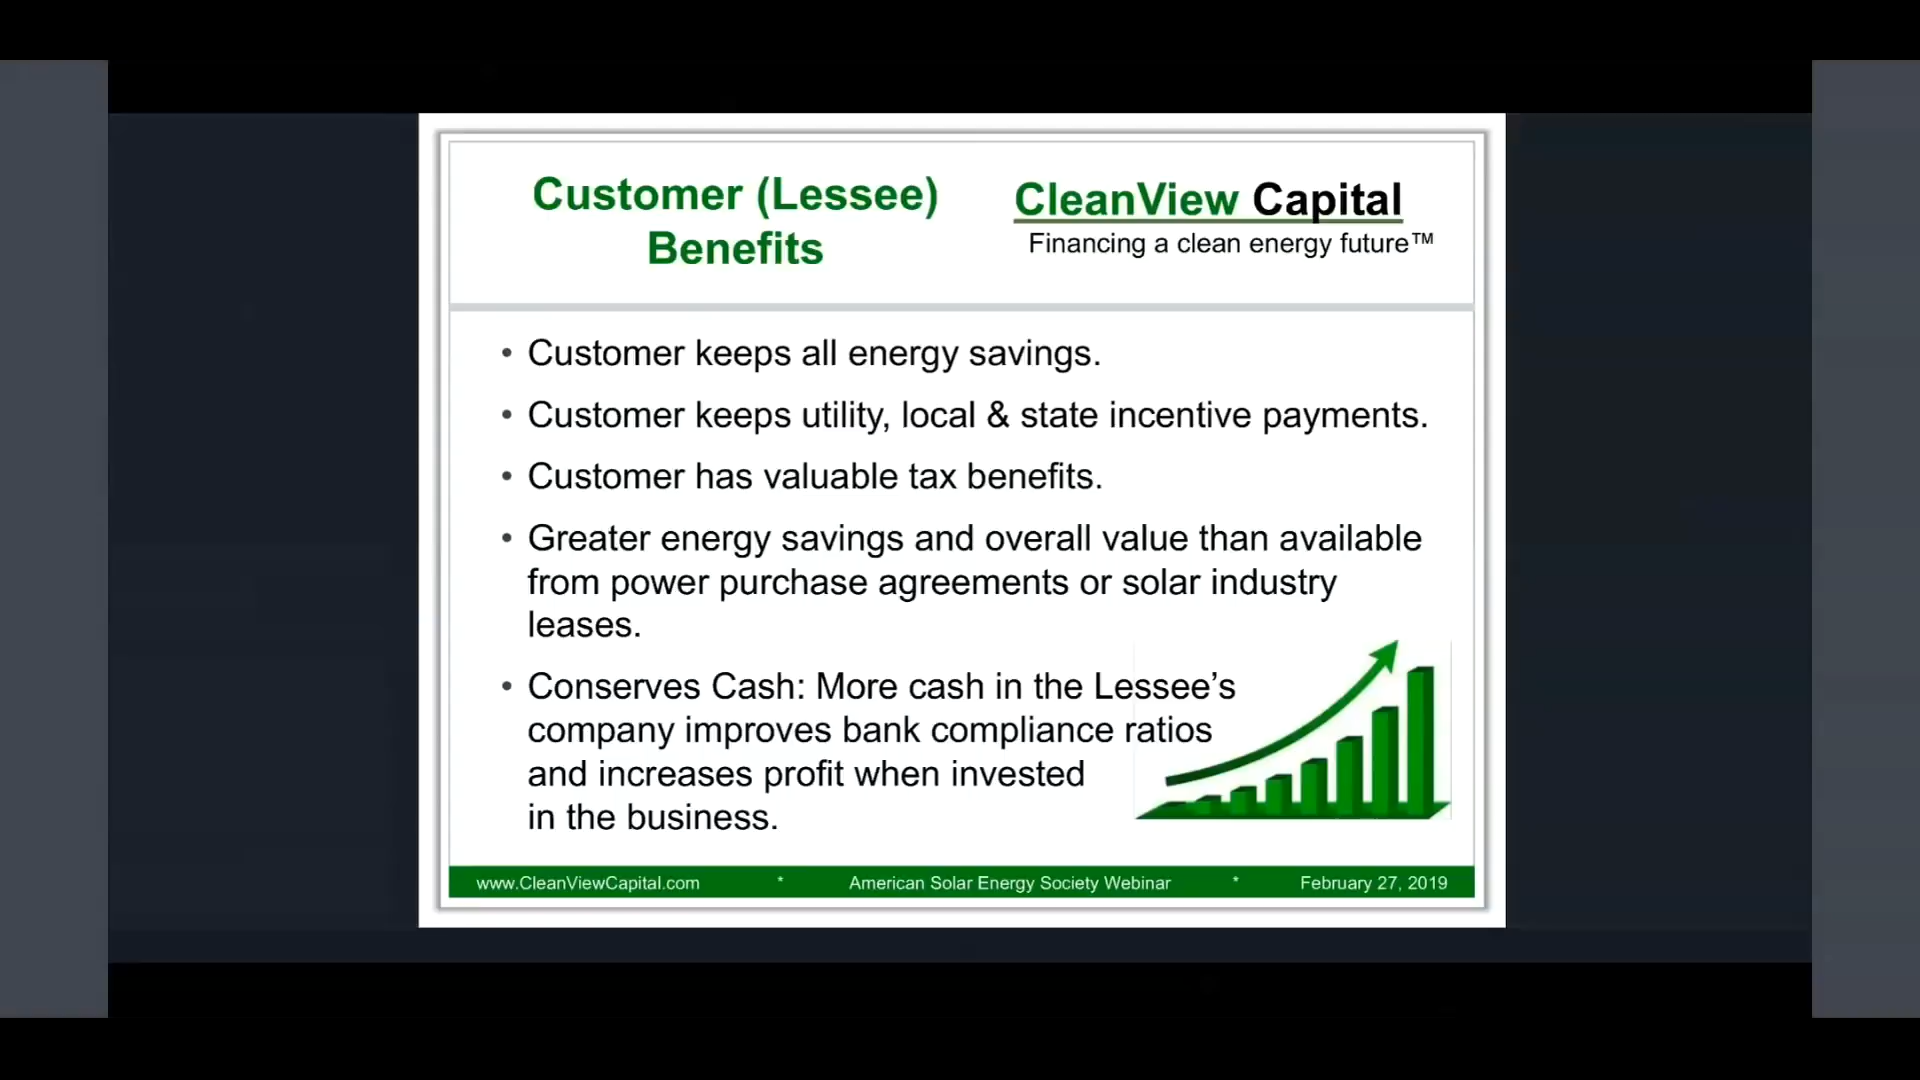 Customer (Lessee)
Benefits
CleanView Capital
Financing a clean energy future™
• Customer keeps all energy savings.
• Customer keeps utility, local & state incentive payments.
• Customer has valuable tax benefits.
• Greater energy savings and overall value than available
from power purchase agreements or solar industry
leases.
• Conserves Cash: More cash in the Lessee’s
company improves bank compliance ratios
and increases profit when invested
in the business.
www.CleanViewCapital.com * American Solar Energy Society Webinar * February 27, 2019